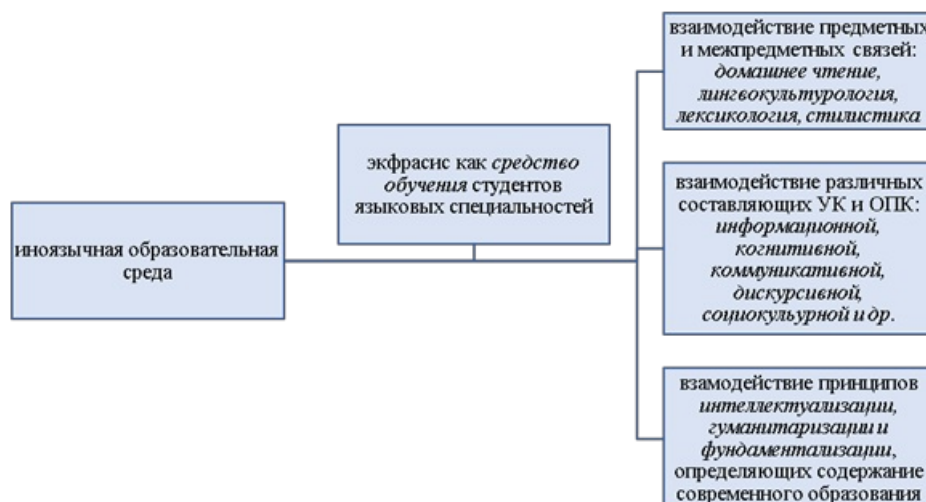 иноязычная образовательная
среда
экфрасис как средство
обучения студентов
языковых специальностей
взаимодействие предметных
и межпредметных связей:
домашнее чтение,
лингвокультурология,
лексикология, стилистика
взаимодействие различных
составляющих УК и ОПК:
информационной,
когнитивной,
коммуникативной,
дискурсивной,
социокульурной и др.
взамодействие принципов
интеллектуализации,
гуманитаризации и
фундаментализации,
определяющих содержание
современного образования